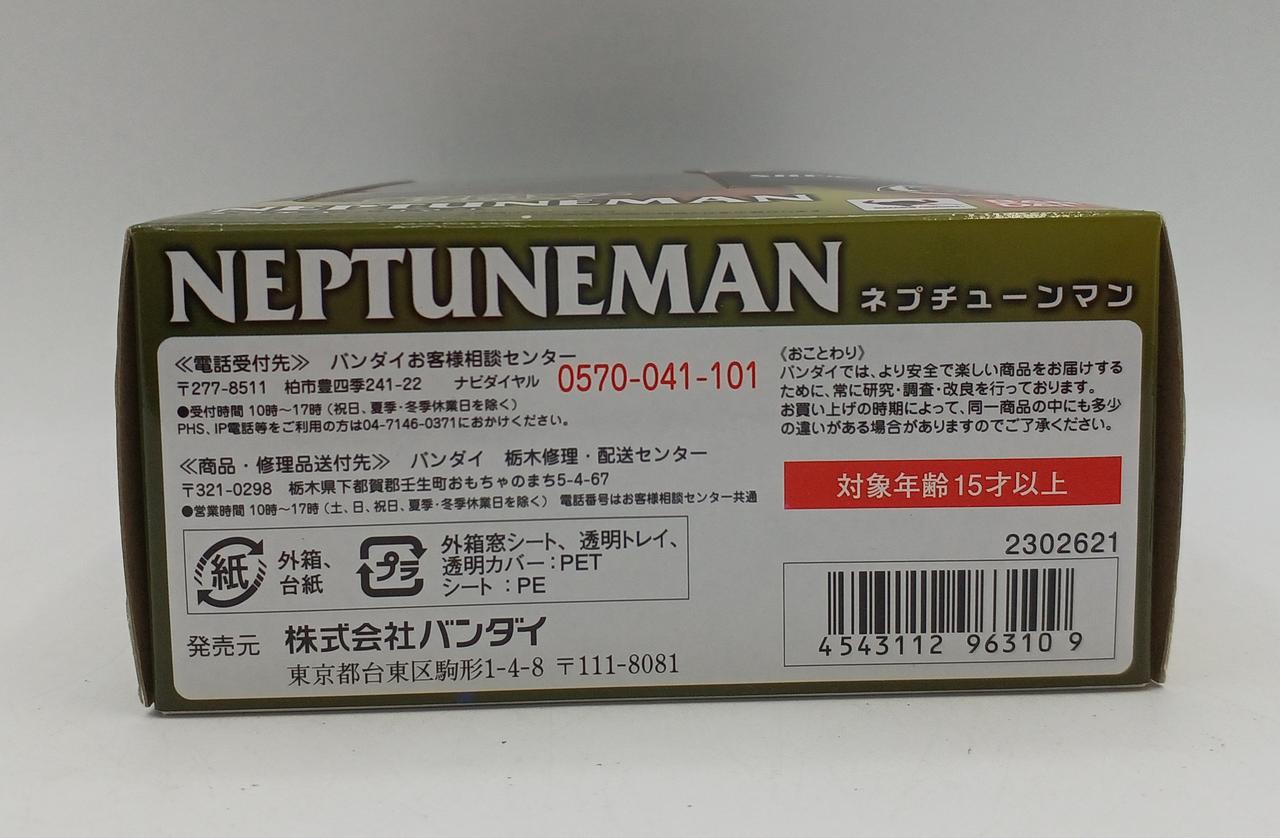 NEPTUNEMAN
NEPTUNEMAN ネプチューンマン
≪電話受付先≫ バンダイお客様相談センター
〒277-8511 柏市豊四季241-22 ナビダイヤル 0570-041-101
●受付時間 10時〜17時(祝日、夏季・冬季休業日を除く)
PHS、IP電話等をご利用の方は04-7146-0371におかけください。
≪商品・修理品送付先≫ バンダイ 栃木修理・配送センター
〒321-0298 栃木県下都賀郡壬生町おもちゃのまち5-4-67
●営業時間 10時〜17時(土、日、祝日、夏季・冬季休業日を除く) 電話番号はお客様相談センター共通
紙
外箱、
台紙
プラ
外箱窓シート、透明トレイ、
透明カバー:PET
シート :PE
発売元 株式会社バンダイ
東京都台東区駒形1-4-8 〒111-8081
《おことわり》
バンダイでは、より安全で楽しい商品をお届けする
ために、常に研究・調査・改良を行っております。
お買い上げの時期によって、同一商品の中にも多少
の違いがある場合がありますのでご了承ください。
対象年齢15才以上
2302621
4543112 96310 9